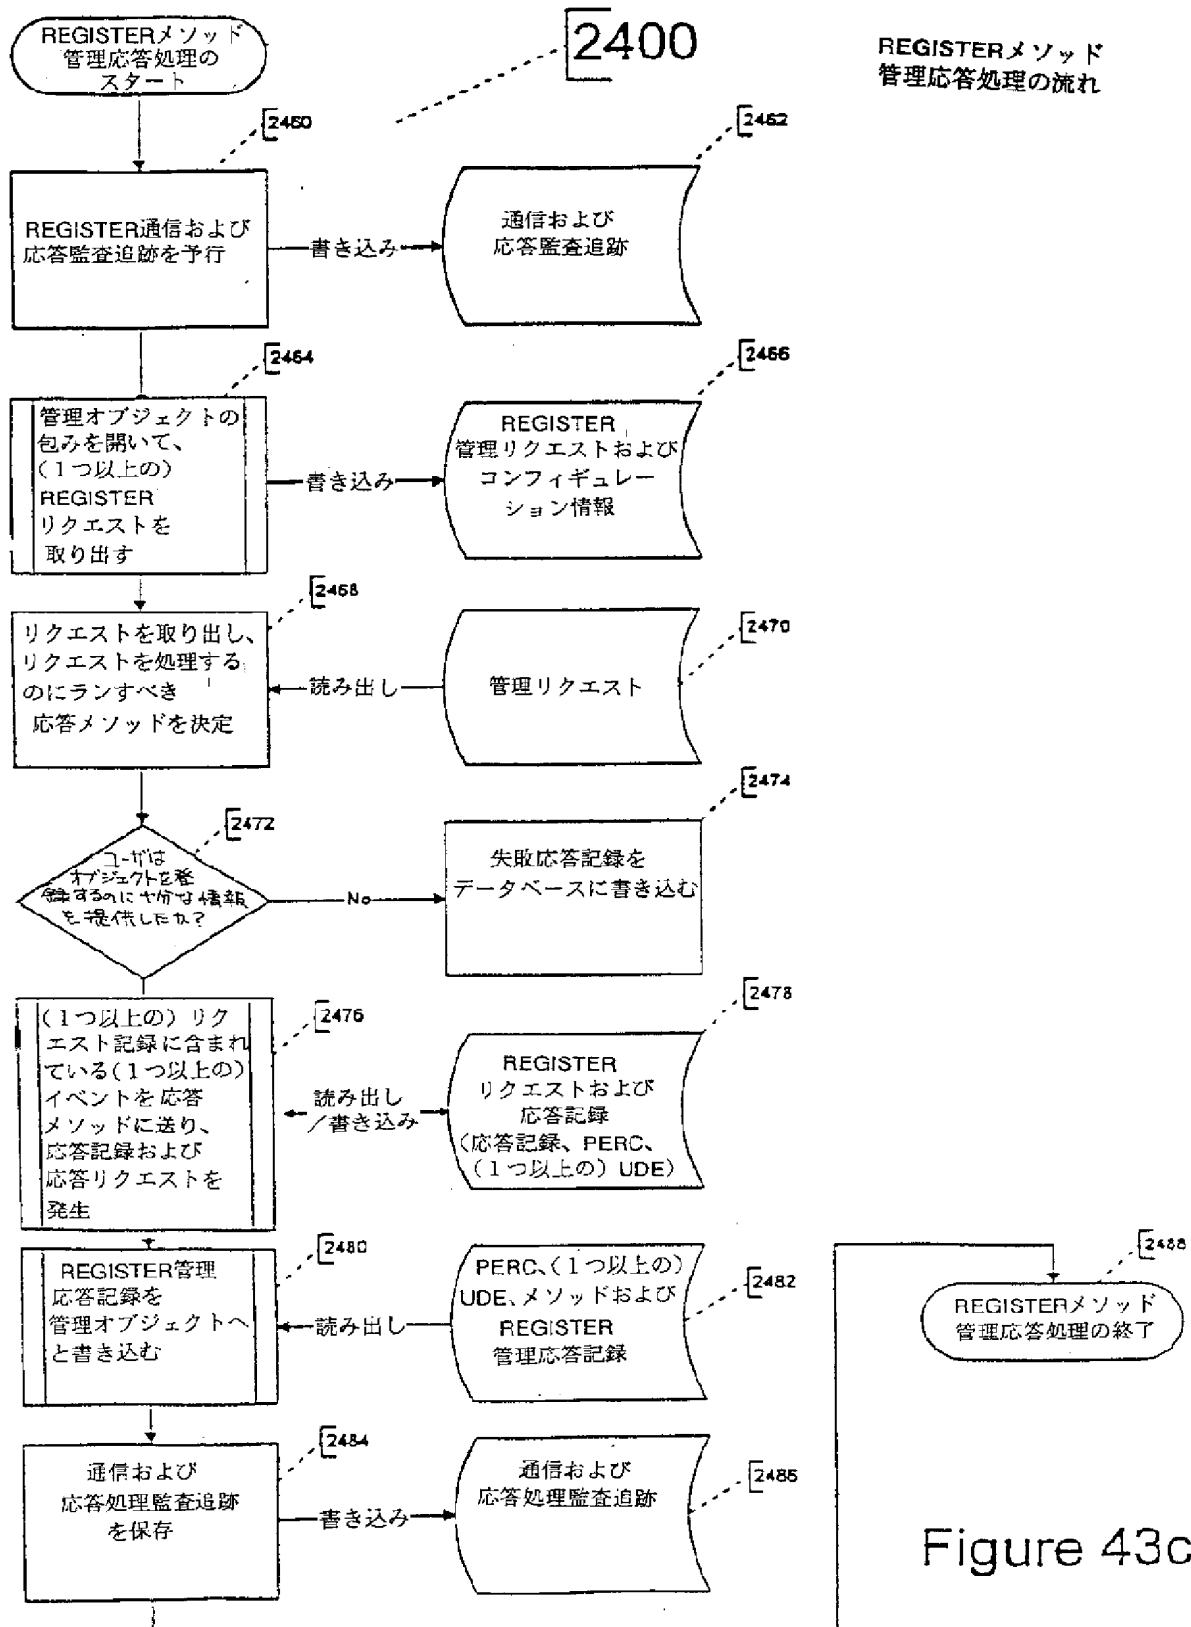 REGISTERメソッド
管理応答処理の
スタート
2400
REGISTERメソッド
管理応答処理の流れ
2460
2462
REGISTER通信および
応答監査追跡を予行
書き込み
通信および
応答監査追跡
2464
2466
管理オブジェクトの
包みを開いて、
(1つ以上の)
REGISTER
リクエストを
取り出す
書き込み
REGISTER
管理リクエストおよび
コンフィギュレー
ション情報
2468
2470
リクエストを取り出し、
リクエストを処理する
のにランすべき
応答メソッドを決定
読み出し
管理リクエスト
2472
2474
ユーザは
オブジェクトを登
録するのに十分な情報
を提供したか?
No
失敗応答記録を
データベースに書き込む
2476
2478
(1つ以上の)リク
エスト記録に含まれ
ている(1つ以上の)
イベントを応答
メソッドに送り、
応答記録および
応答リクエストを
発生
読み出し
/書き込み
REGISTER
リクエストおよび
応答記録
(応答記録、PERC、
(1つ以上の)UDE)
2480
2482
REGISTER管理
応答記録を
管理オブジェクトへ
と書き込む
読み出し
PERC、(1つ以上の)
UDE、メソッドおよび
REGISTER
管理応答記録
2488
REGISTERメソッド
管理応答処理の終了
2484
2486
通信および
応答処理監査追跡
を保存
書き込み
通信および
応答処理監査追跡
Figure 43c